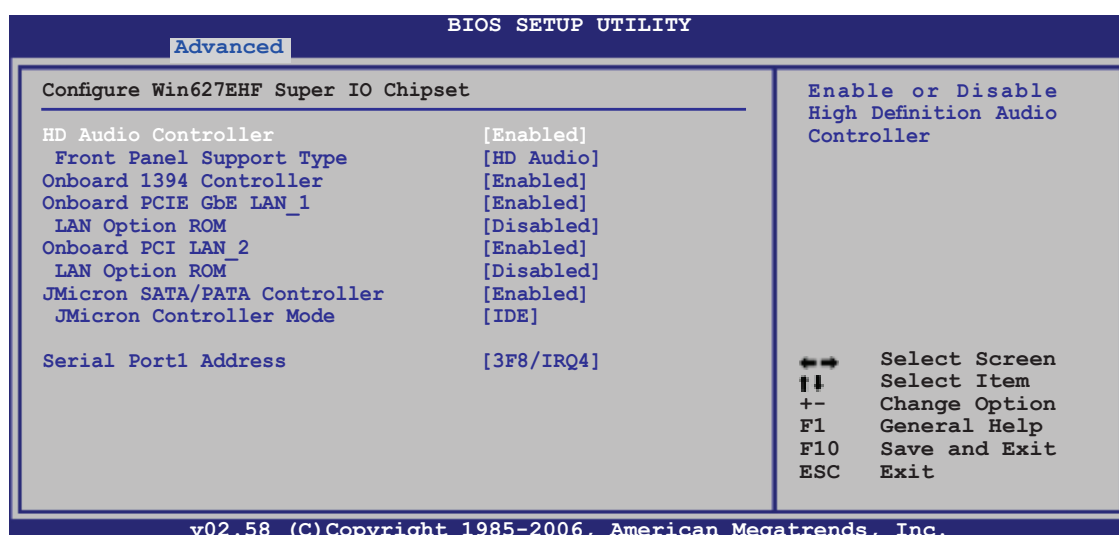 BIOS SETUP UTILITY
Advanced
Configure Win627EHF Super IO Chipset
HD Audio Controller [Enabled]
Front Panel Support Type [HD Audio]
Onboard 1394 Controller [Enabled]
Onboard PCIE GbE LAN_1 [Enabled]
LAN Option ROM [Disabled]
Onboard PCI LAN_2 [Enabled]
LAN Option ROM [Disabled]
JMicron SATA/PATA Controller [Enabled]
JMicron Controller Mode [IDE]
Serial Port1 Address [3F8/IRQ4]
Enable or Disable
High Definition Audio
Controller
←→ Select Screen
↑↓ Select Item
+- Change Option
F1 General Help
F10 Save and Exit
ESC Exit
v02.58 (C)Copyright 1985-2006, American Megatrends, Inc.